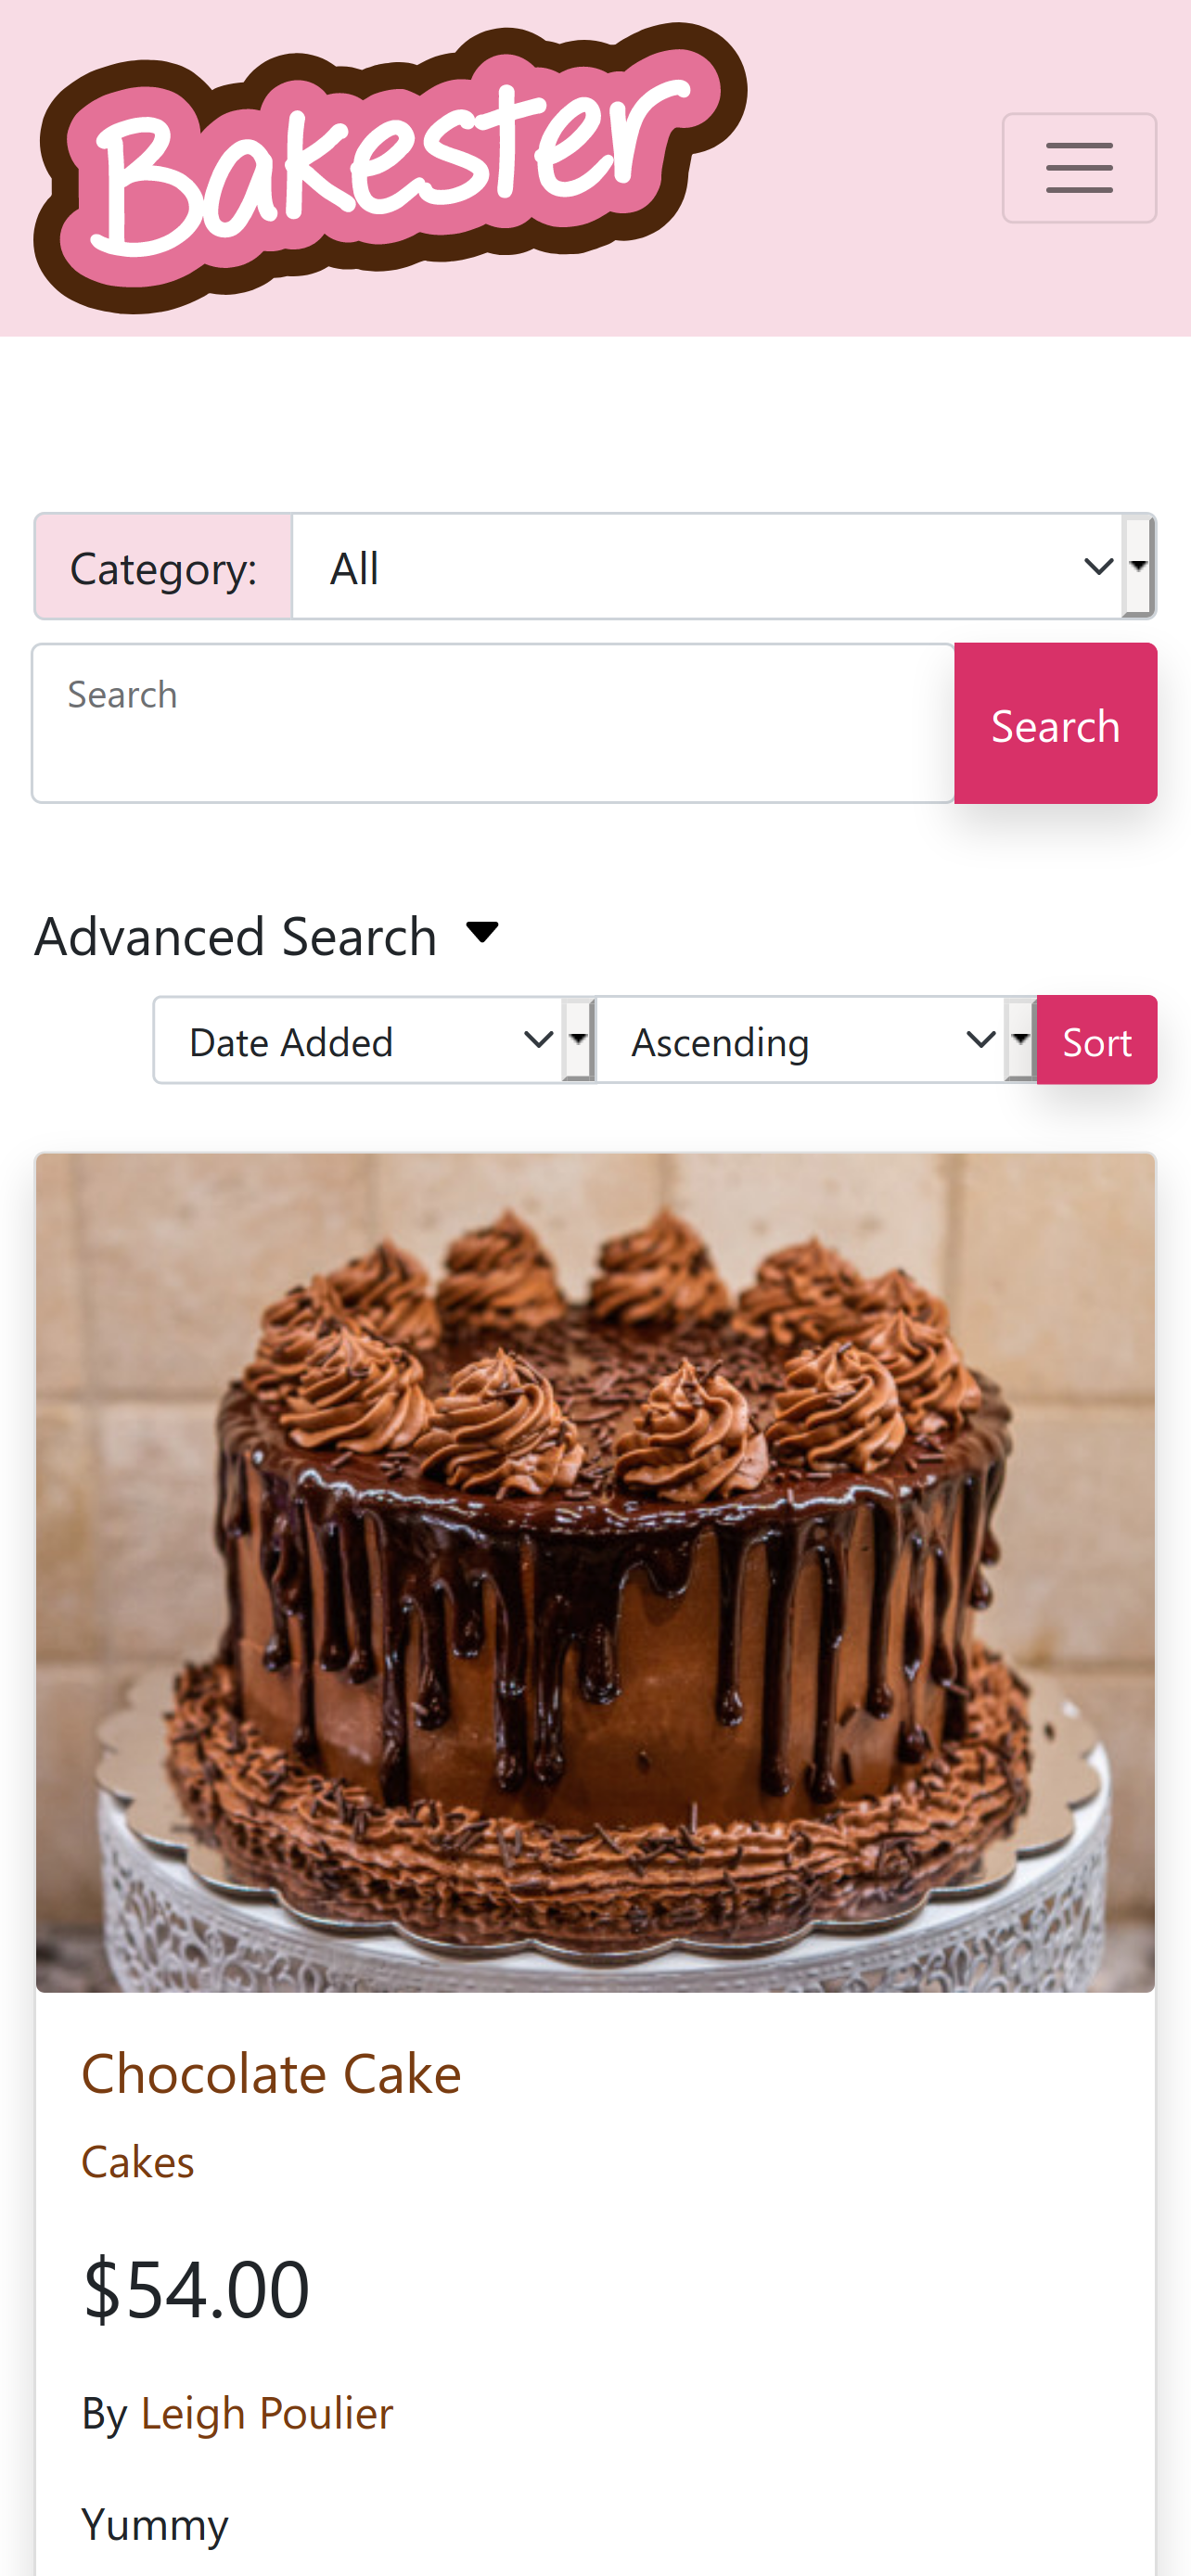 Bakester
Category: All
Search Search
Advanced Search
Date Added Ascending Sort
Chocolate Cake
Cakes
$54.00
By Leigh Poulier
Yummy